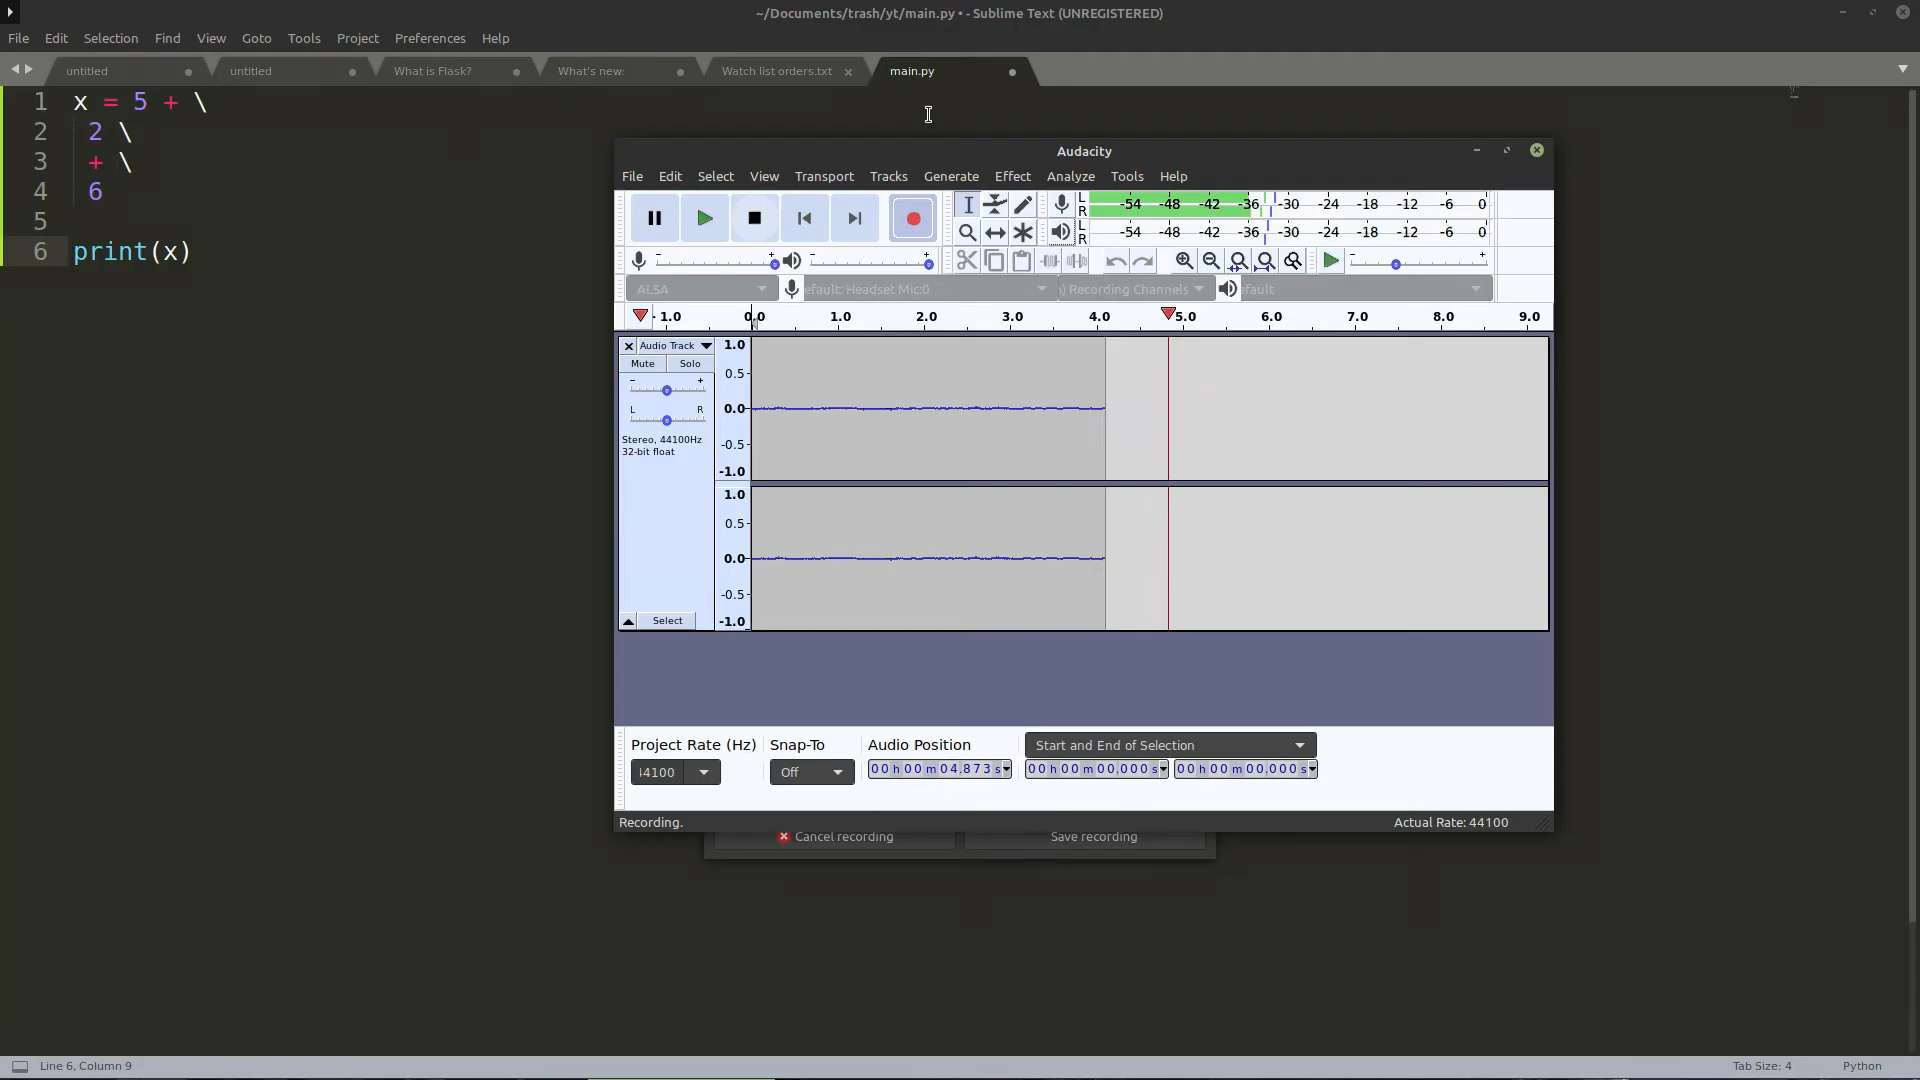 ~/Documents/trash/yt/main.py • - Sublime Text (UNREGISTERED)
File Edit Selection Find View Goto Tools Project Preferences Help
untitled untitled What is Flask? What's new: Watch list orders.txt main.py
1 x = 5 + \
2 2 \
3 + \
4 6
5
6 print(x)
Audacity
File Edit Select View Transport Tracks Generate Effect Analyze Tools Help
L R -54 -48 -42 -36 -30 -24 -18 -12 -6 0
L R -54 -48 -42 -36 -30 -24 -18 -12 -6 0
- + - + - +
ALSA efault: Headset Mic:0 ) Recording Channels efault
1.0 0.0 1.0 2.0 3.0 4.0 5.0 6.0 7.0 8.0 9.0
Audio Track
Mute Solo
- +
L R
Stereo, 44100Hz
32-bit float
Select
1.0
0.5
0.0
-0.5
-1.0
1.0
0.5
0.0
-0.5
-1.0
Project Rate (Hz) Snap-To Audio Position Start and End of Selection
44100 Off 00 h 00 m 04.873 s 00 h 00 m 00.000 s 00 h 00 m 00.000 s
Recording. Actual Rate: 44100
Cancel recording Save recording
Line 6, Column 9 Tab Size: 4 Python